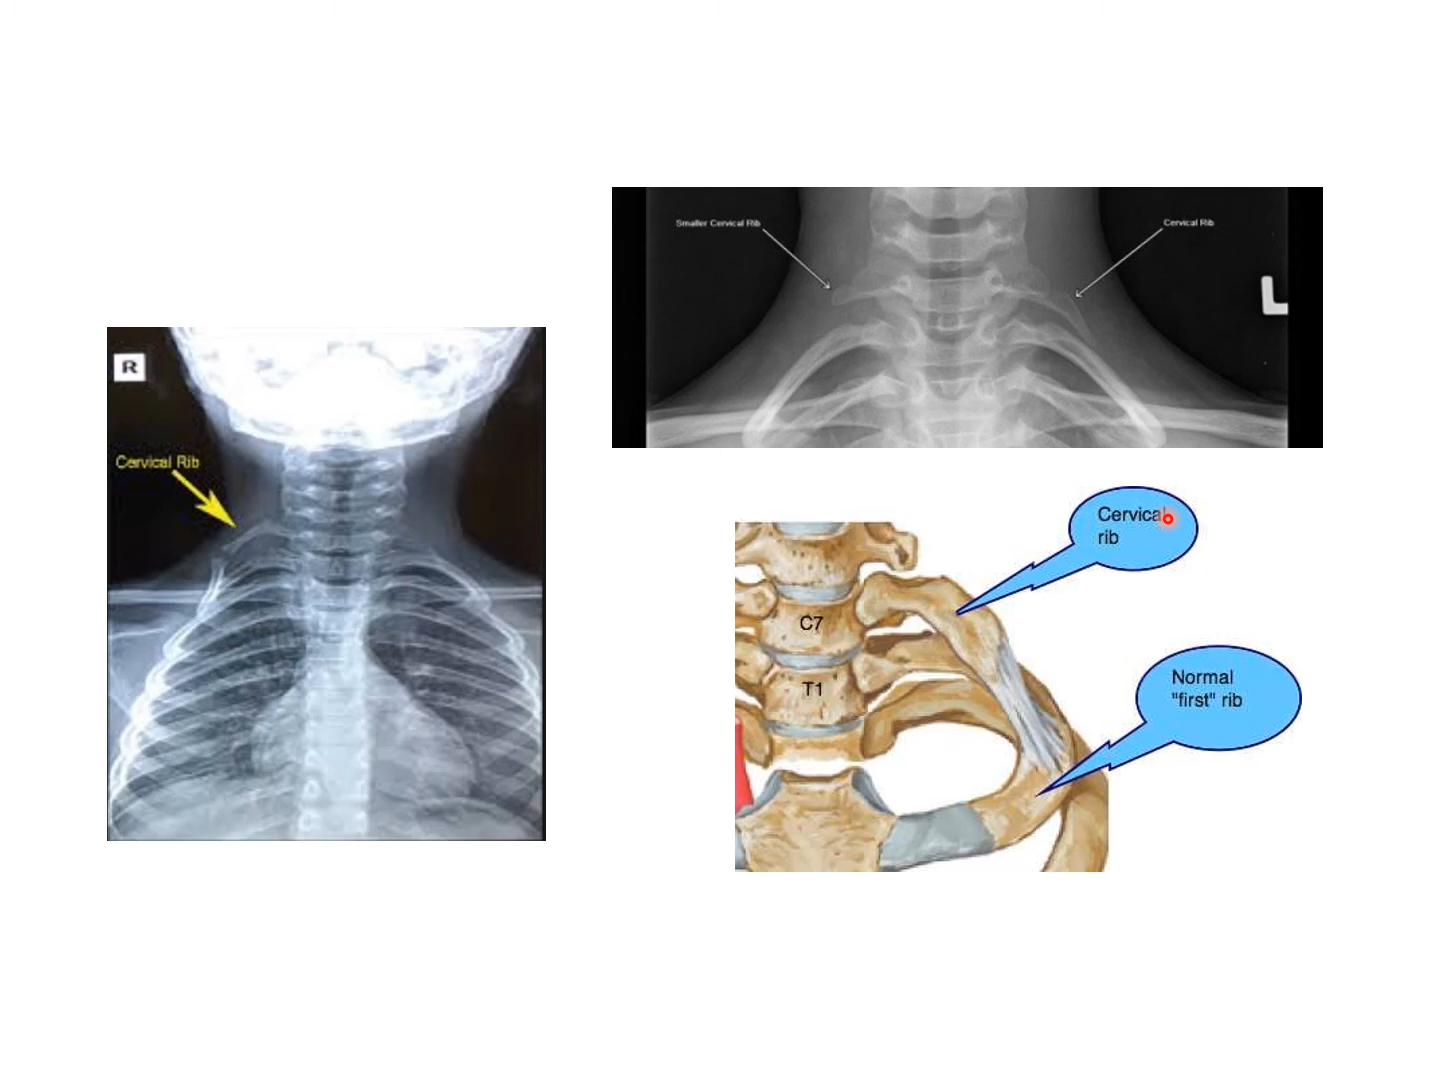 Smaller Cervical Rib
Cervical Rib
L
R
Cervical Rib
Cervical
rib
C7
T1
Normal
"first" rib